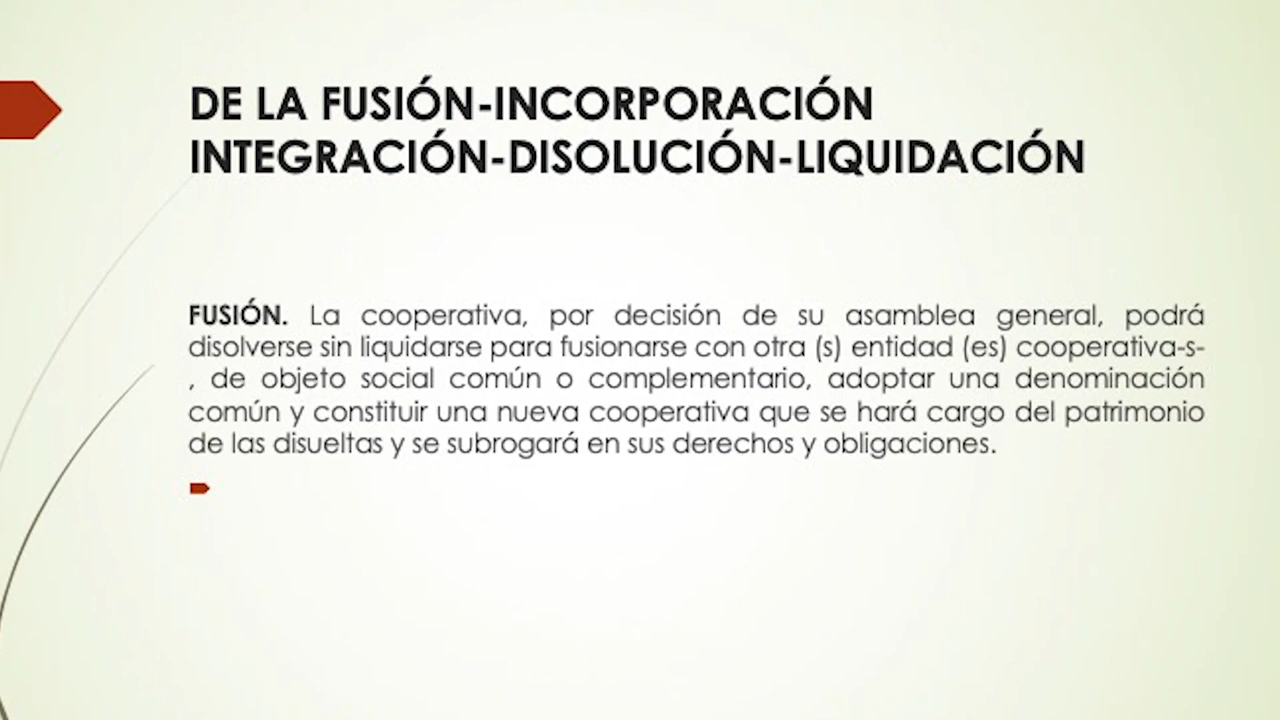 DE LA FUSIÓN-INCORPORACIÓN
INTEGRACIÓN-DISOLUCIÓN-LIQUIDACIÓN
FUSIÓN. La cooperativa, por decisión de su asamblea general, podrá
disolverse sin liquidarse para fusionarse con otra (s) entidad (es) cooperativa-s-
, de objeto social común o complementario, adoptar una denominación
común y constituir una nueva cooperativa que se hará cargo del patrimonio
de las disueltas y se subrogará en sus derechos y obligaciones.